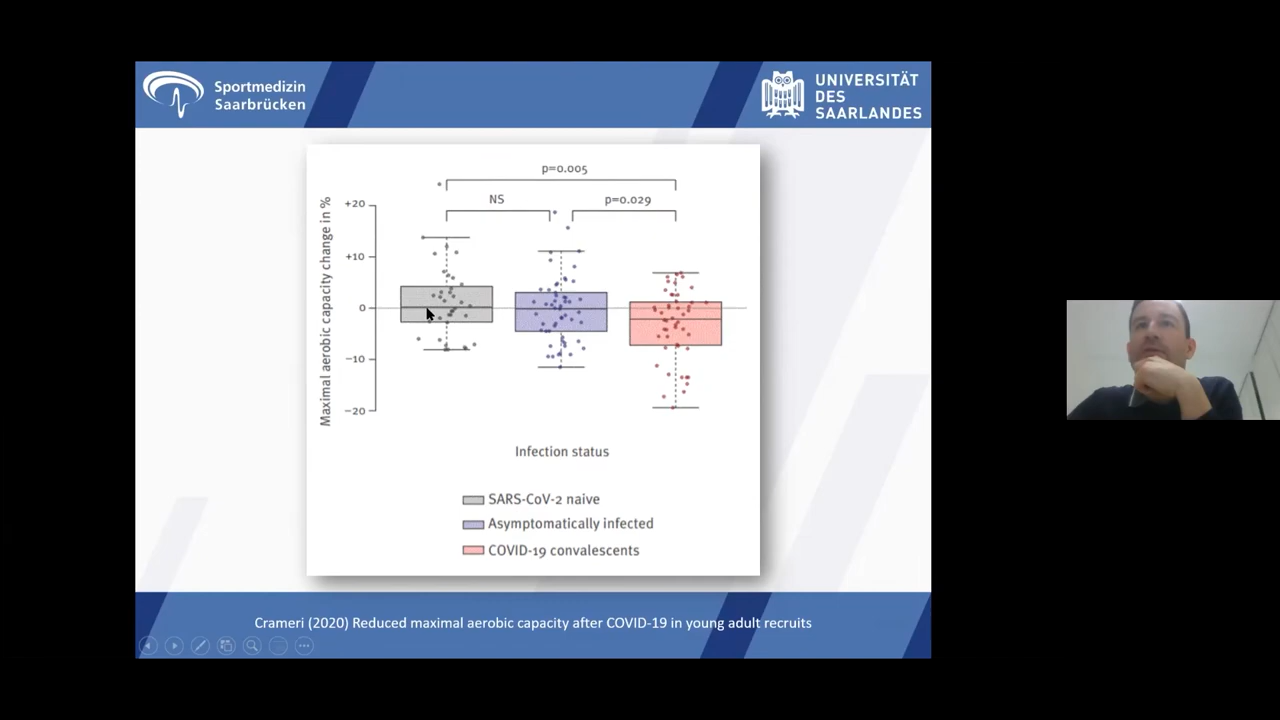 Sportmedizin
Saarbrücken
UNIVERSITÄT
DES
SAARLANDES
p=0.005
NS
p=0.029
Maximal aerobic capacity change in %
+20
+10
0
−10
−20
Infection status
SARS-CoV-2 naive
Asymptomatically infected
COVID-19 convalescents
Crameri (2020) Reduced maximal aerobic capacity after COVID-19 in young adult recruits